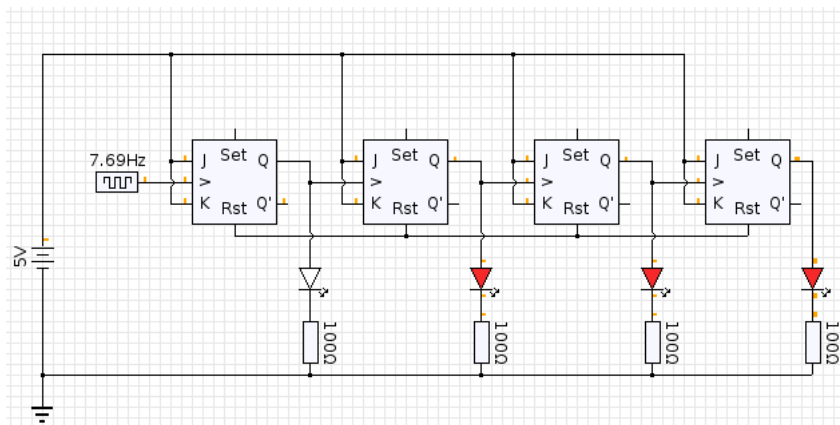 7.69Hz
J Set Q
>
K Rst Q'
J Set Q
>
K Rst Q'
J Set Q
>
K Rst Q'
J Set Q
>
K Rst Q'
5V
100Ω
100Ω
100Ω
100Ω